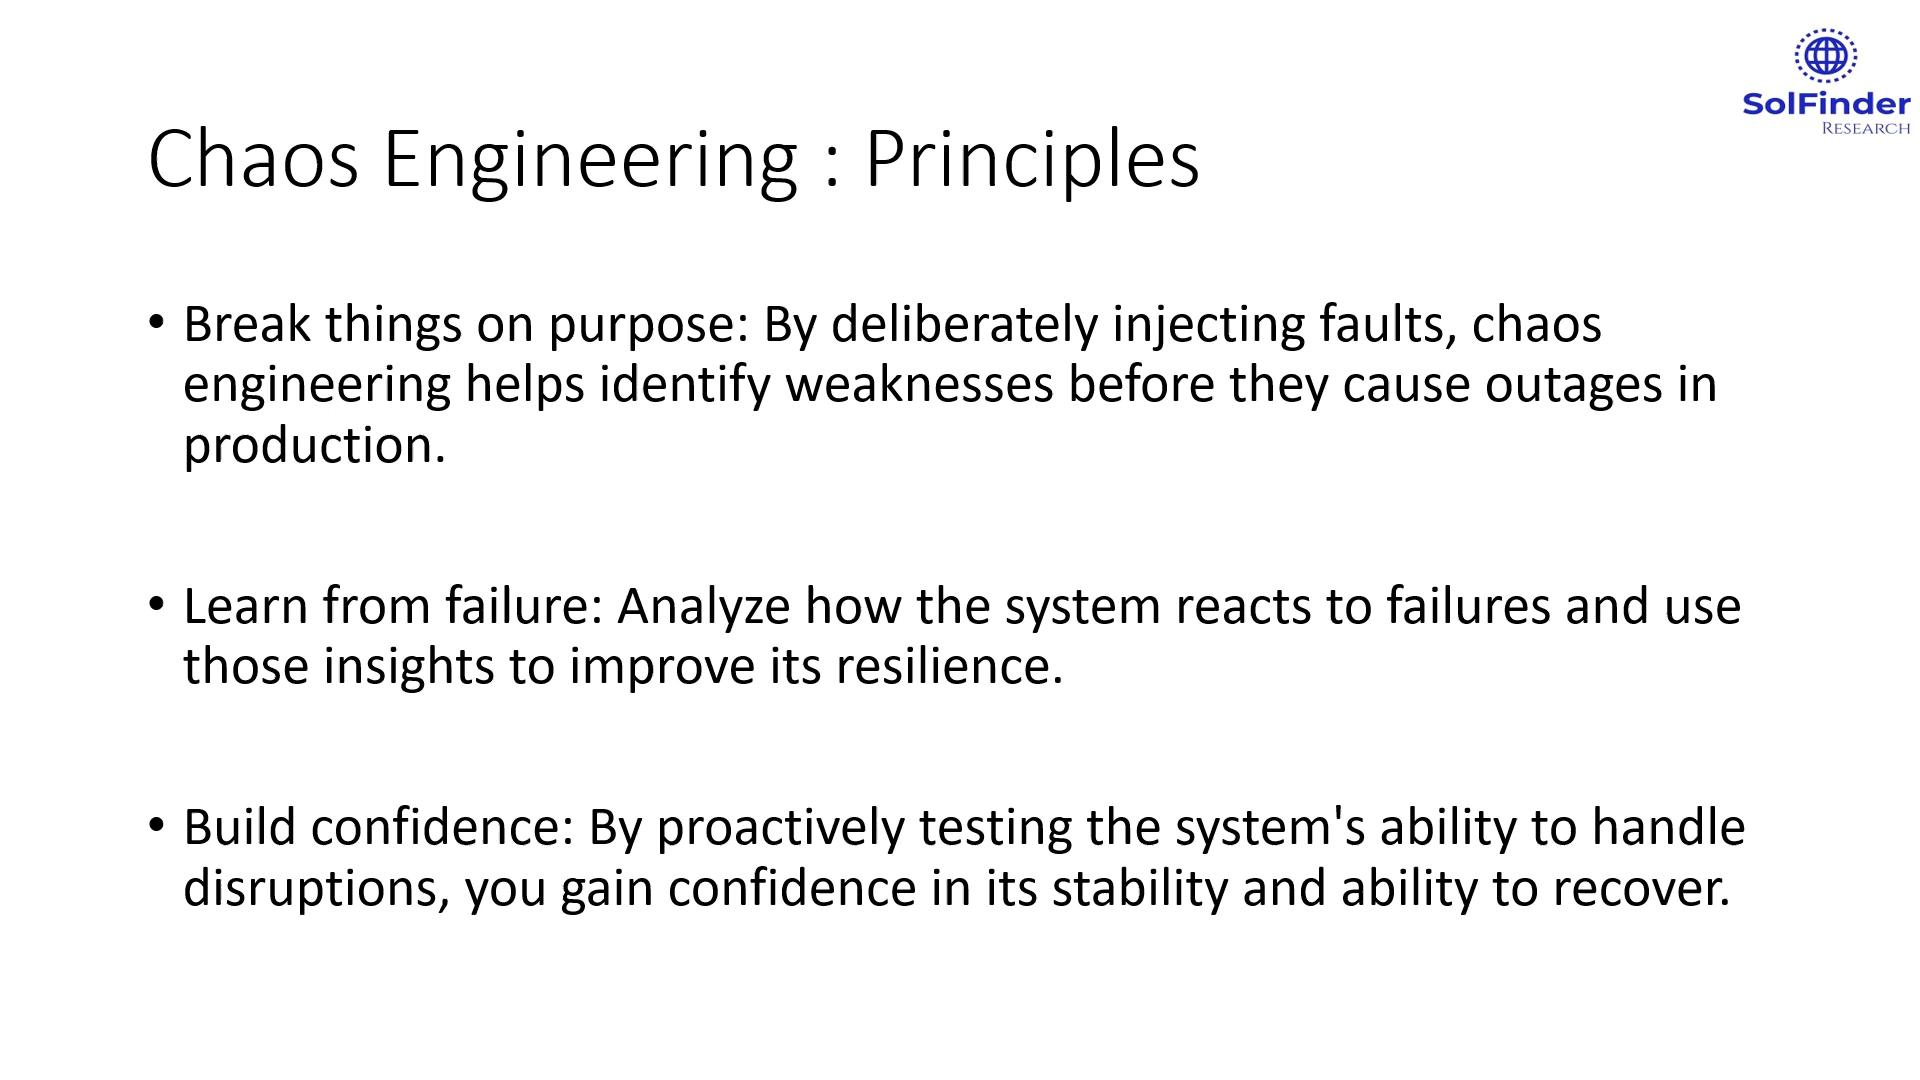 SolFinder
RESEARCH
Chaos Engineering : Principles
• Break things on purpose: By deliberately injecting faults, chaos
engineering helps identify weaknesses before they cause outages in
production.
• Learn from failure: Analyze how the system reacts to failures and use
those insights to improve its resilience.
• Build confidence: By proactively testing the system's ability to handle
disruptions, you gain confidence in its stability and ability to recover.